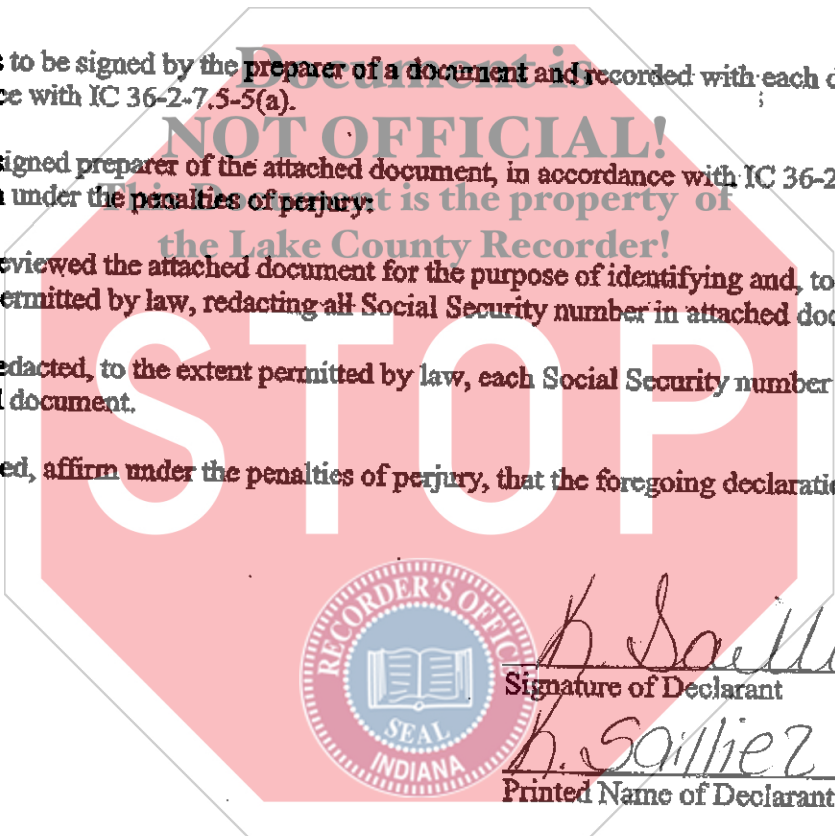 Document is
s to be signed by the preparer of a document and recorded with each d
ce with IC 36-2-7.5-5(a).
NOT OFFICIAL!
signed preparer of the attached document, in accordance with IC 36-2
n under the penalties of perjury:
This Document is the property of
the Lake County Recorder!
eviewed the attached document for the purpose of identifying and, to
ermitted by law, redacting all Social Security number in attached doc
edacted, to the extent permitted by law, each Social Security number
d document.
STOP
ed, affirm under the penalties of perjury, that the foregoing declaratio
RECORDER'S OFFICE
SEAL
INDIANA
Signature of Declarant
K. Sailliez
Printed Name of Declarant